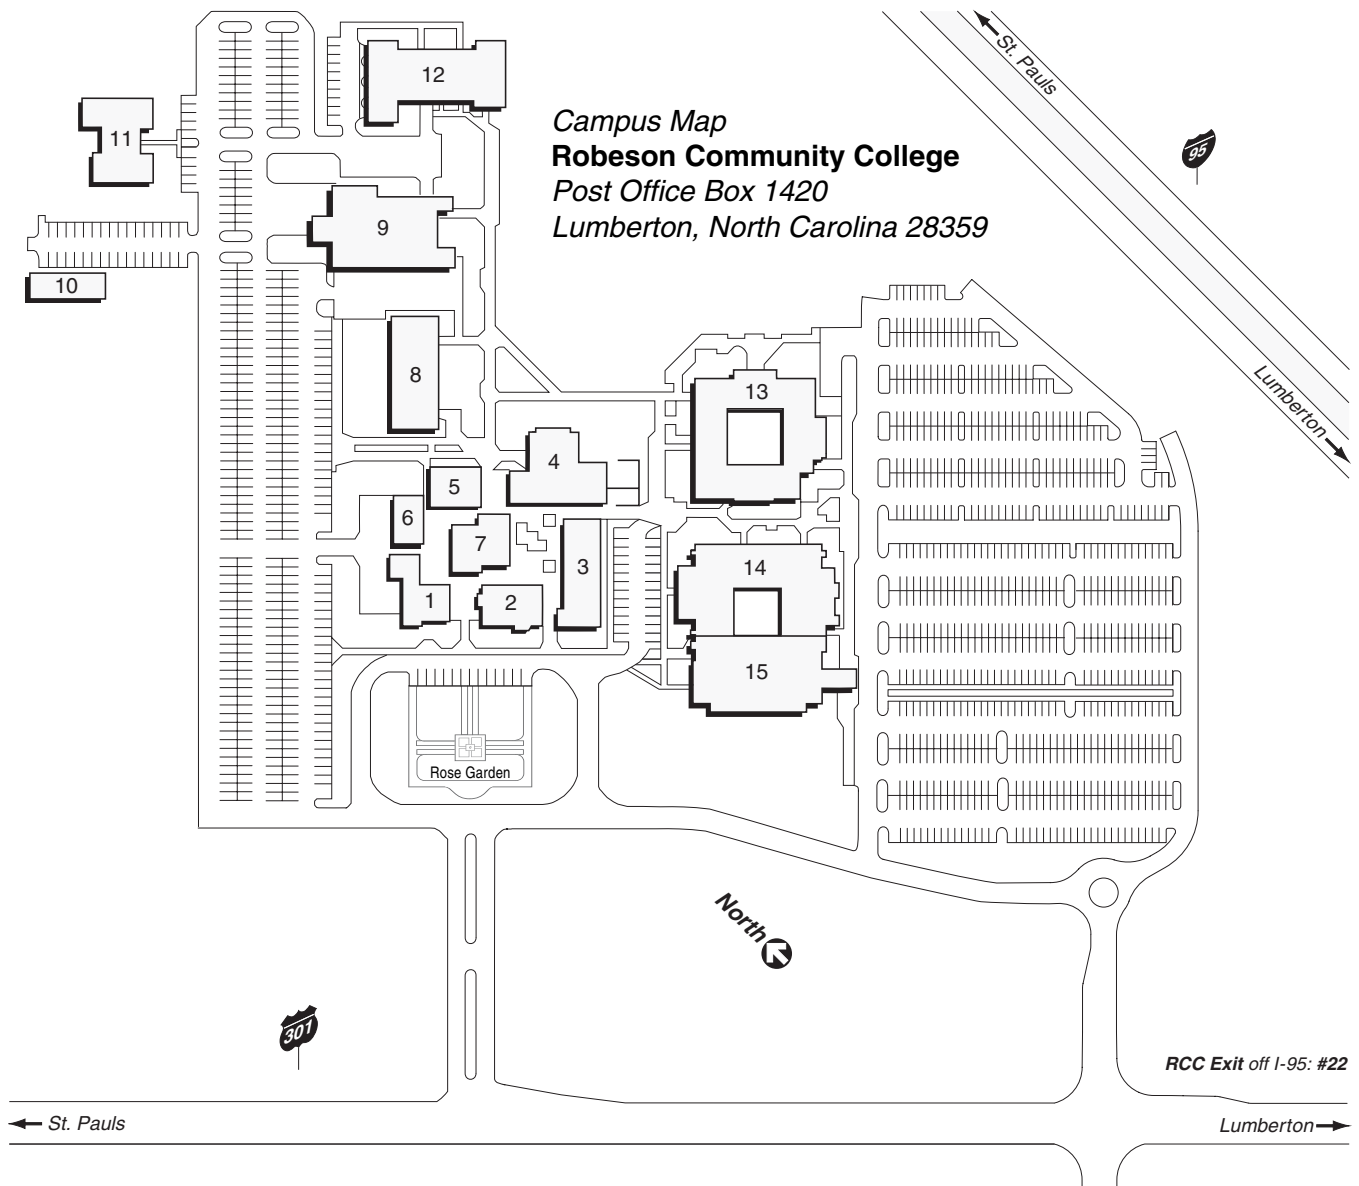 St. Pauls
12
11
Campus Map
Robeson Community College
Post Office Box 1420
Lumberton, North Carolina 28359
95
9
10
8
13
Lumberton
4
5
6
7
3
14
1
2
15
Rose Garden
North
301
RCC Exit off I-95: #22
St. Pauls
Lumberton